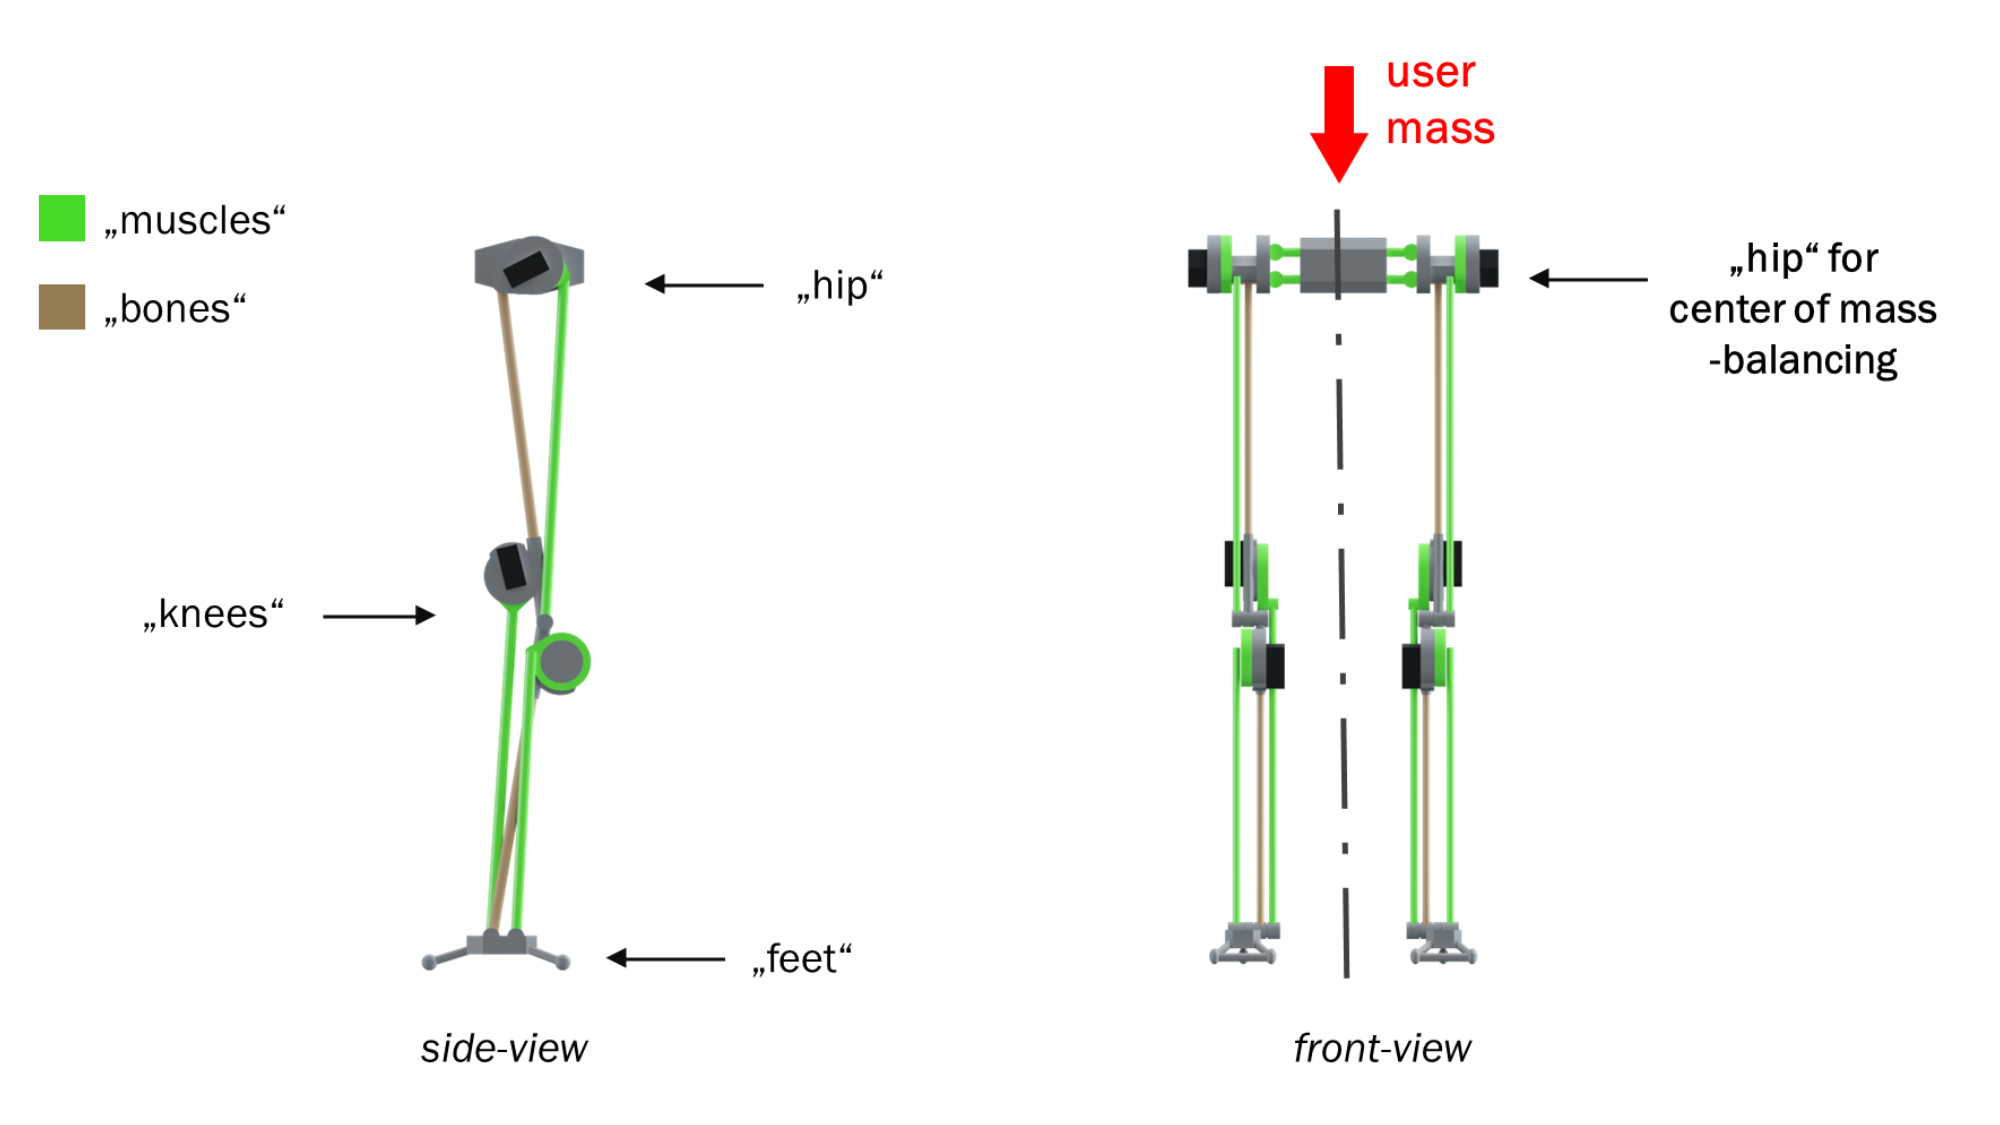 user
mass
„muscles“
„bones“
„hip“
„hip“ for
center of mass
-balancing
„knees“
„feet“
side-view
front-view